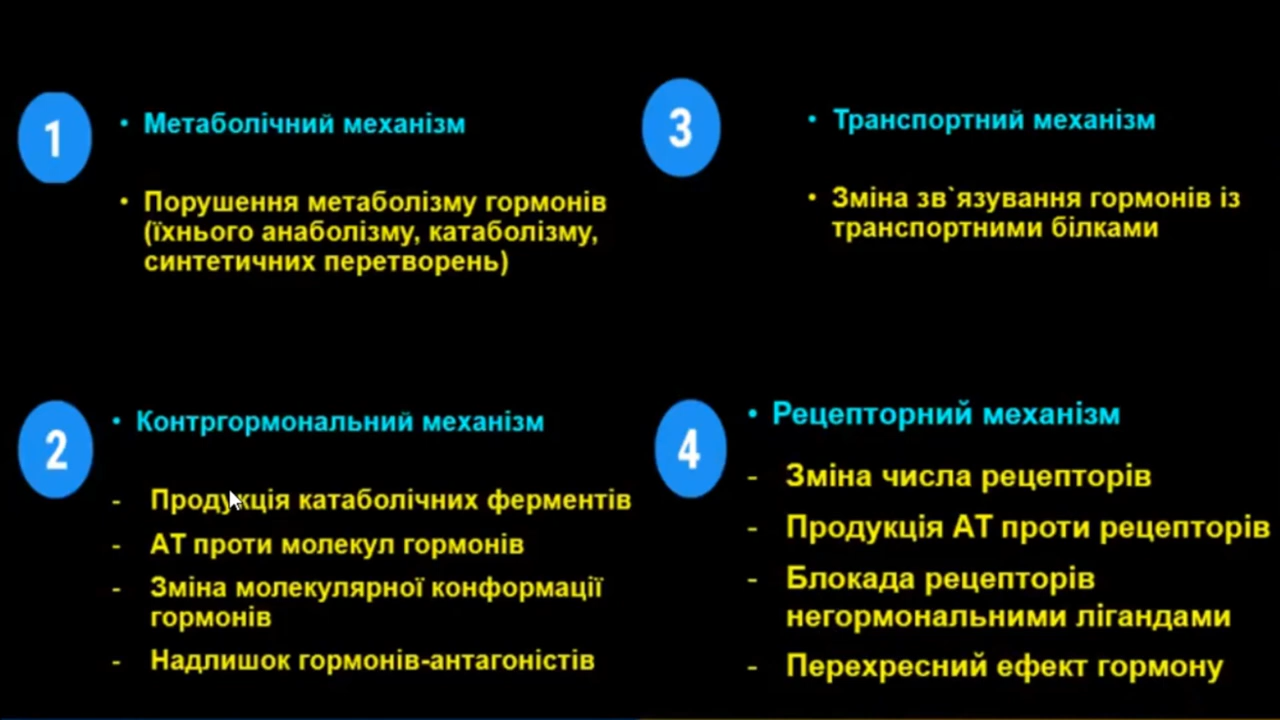 1
• Метаболічний механізм
• Порушення метаболізму гормонів
(їхнього анаболізму, катаболізму,
синтетичних перетворень)
2
• Контргормональний механізм
- Продукція катаболічних ферментів
- АТ проти молекул гормонів
- Зміна молекулярної конформації
гормонів
- Надлишок гормонів-антагоністів
3
• Транспортний механізм
• Зміна зв`язування гормонів із
транспортними білками
4
• Рецепторний механізм
- Зміна числа рецепторів
- Продукція АТ проти рецепторів
- Блокада рецепторів
негормональними лігандами
- Перехресний ефект гормону